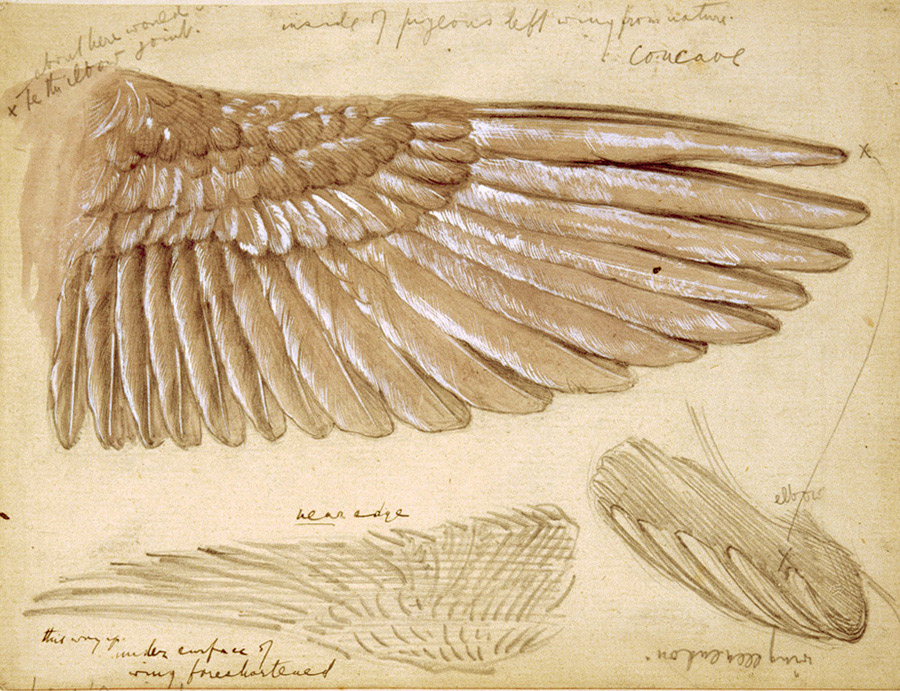 about here would
x be the elbow joint.
inside of pigeons left wing from nature.
Concave
x
elbow
x
near edge
this way up.
under surface of
wing foreshortened
wing